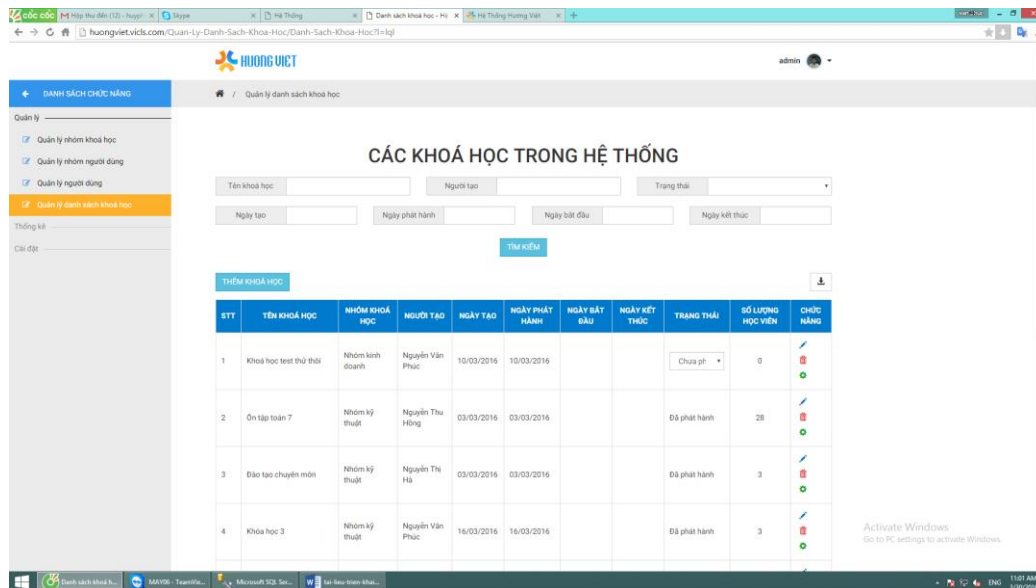 cốc cốc
Hộp thư đến (12) - huypl
Skype
Hệ Thống
Danh sách khoá học - Hệ
Hệ Thống Hương Việt
huongviet.vicls.com/Quan-Ly-Danh-Sach-Khoa-Hoc/Danh-Sach-Khoa-Hoc?l=lql
HUONG VIET
admin
DANH SÁCH CHỨC NĂNG
/ Quản lý danh sách khoá học
Quản lý
Quản lý nhóm khoá học
Quản lý nhóm người dùng
Quản lý người dùng
Quản lý danh sách khoá học
Thống kê
Cài đặt
CÁC KHOÁ HỌC TRONG HỆ THỐNG
Tên khoá học Người tạo Trạng thái
Ngày tạo Ngày phát hành Ngày bắt đầu Ngày kết thúc
TÌM KIẾM
THÊM KHOÁ HỌC
STT TÊN KHOÁ HỌC NHÓM KHOÁ HỌC NGƯỜI TẠO NGÀY TẠO NGÀY PHÁT HÀNH NGÀY BẮT ĐẦU NGÀY KẾT THÚC TRẠNG THÁI SỐ LƯỢNG HỌC VIÊN CHỨC NĂNG
1 Khoá học test thử thôi Nhóm kinh doanh Nguyễn Văn Phúc 10/03/2016 10/03/2016 Chưa ph 0
2 Ôn tập toán 7 Nhóm kỹ thuật Nguyễn Thu Hồng 03/03/2016 03/03/2016 Đã phát hành 28
3 Đào tạo chuyên môn Nhóm kỹ thuật Nguyễn Thị Hà 03/03/2016 03/03/2016 Đã phát hành 3
4 Khóa học 3 Nhóm kỹ thuật Nguyễn Văn Phúc 16/03/2016 16/03/2016 Đã phát hành 3
Activate Windows
Go to PC settings to activate Windows.
Danh sách khoá h...
MAY06 - TeamVie...
Microsoft SQL Ser...
tai-lieu-trien-khai...
ENG